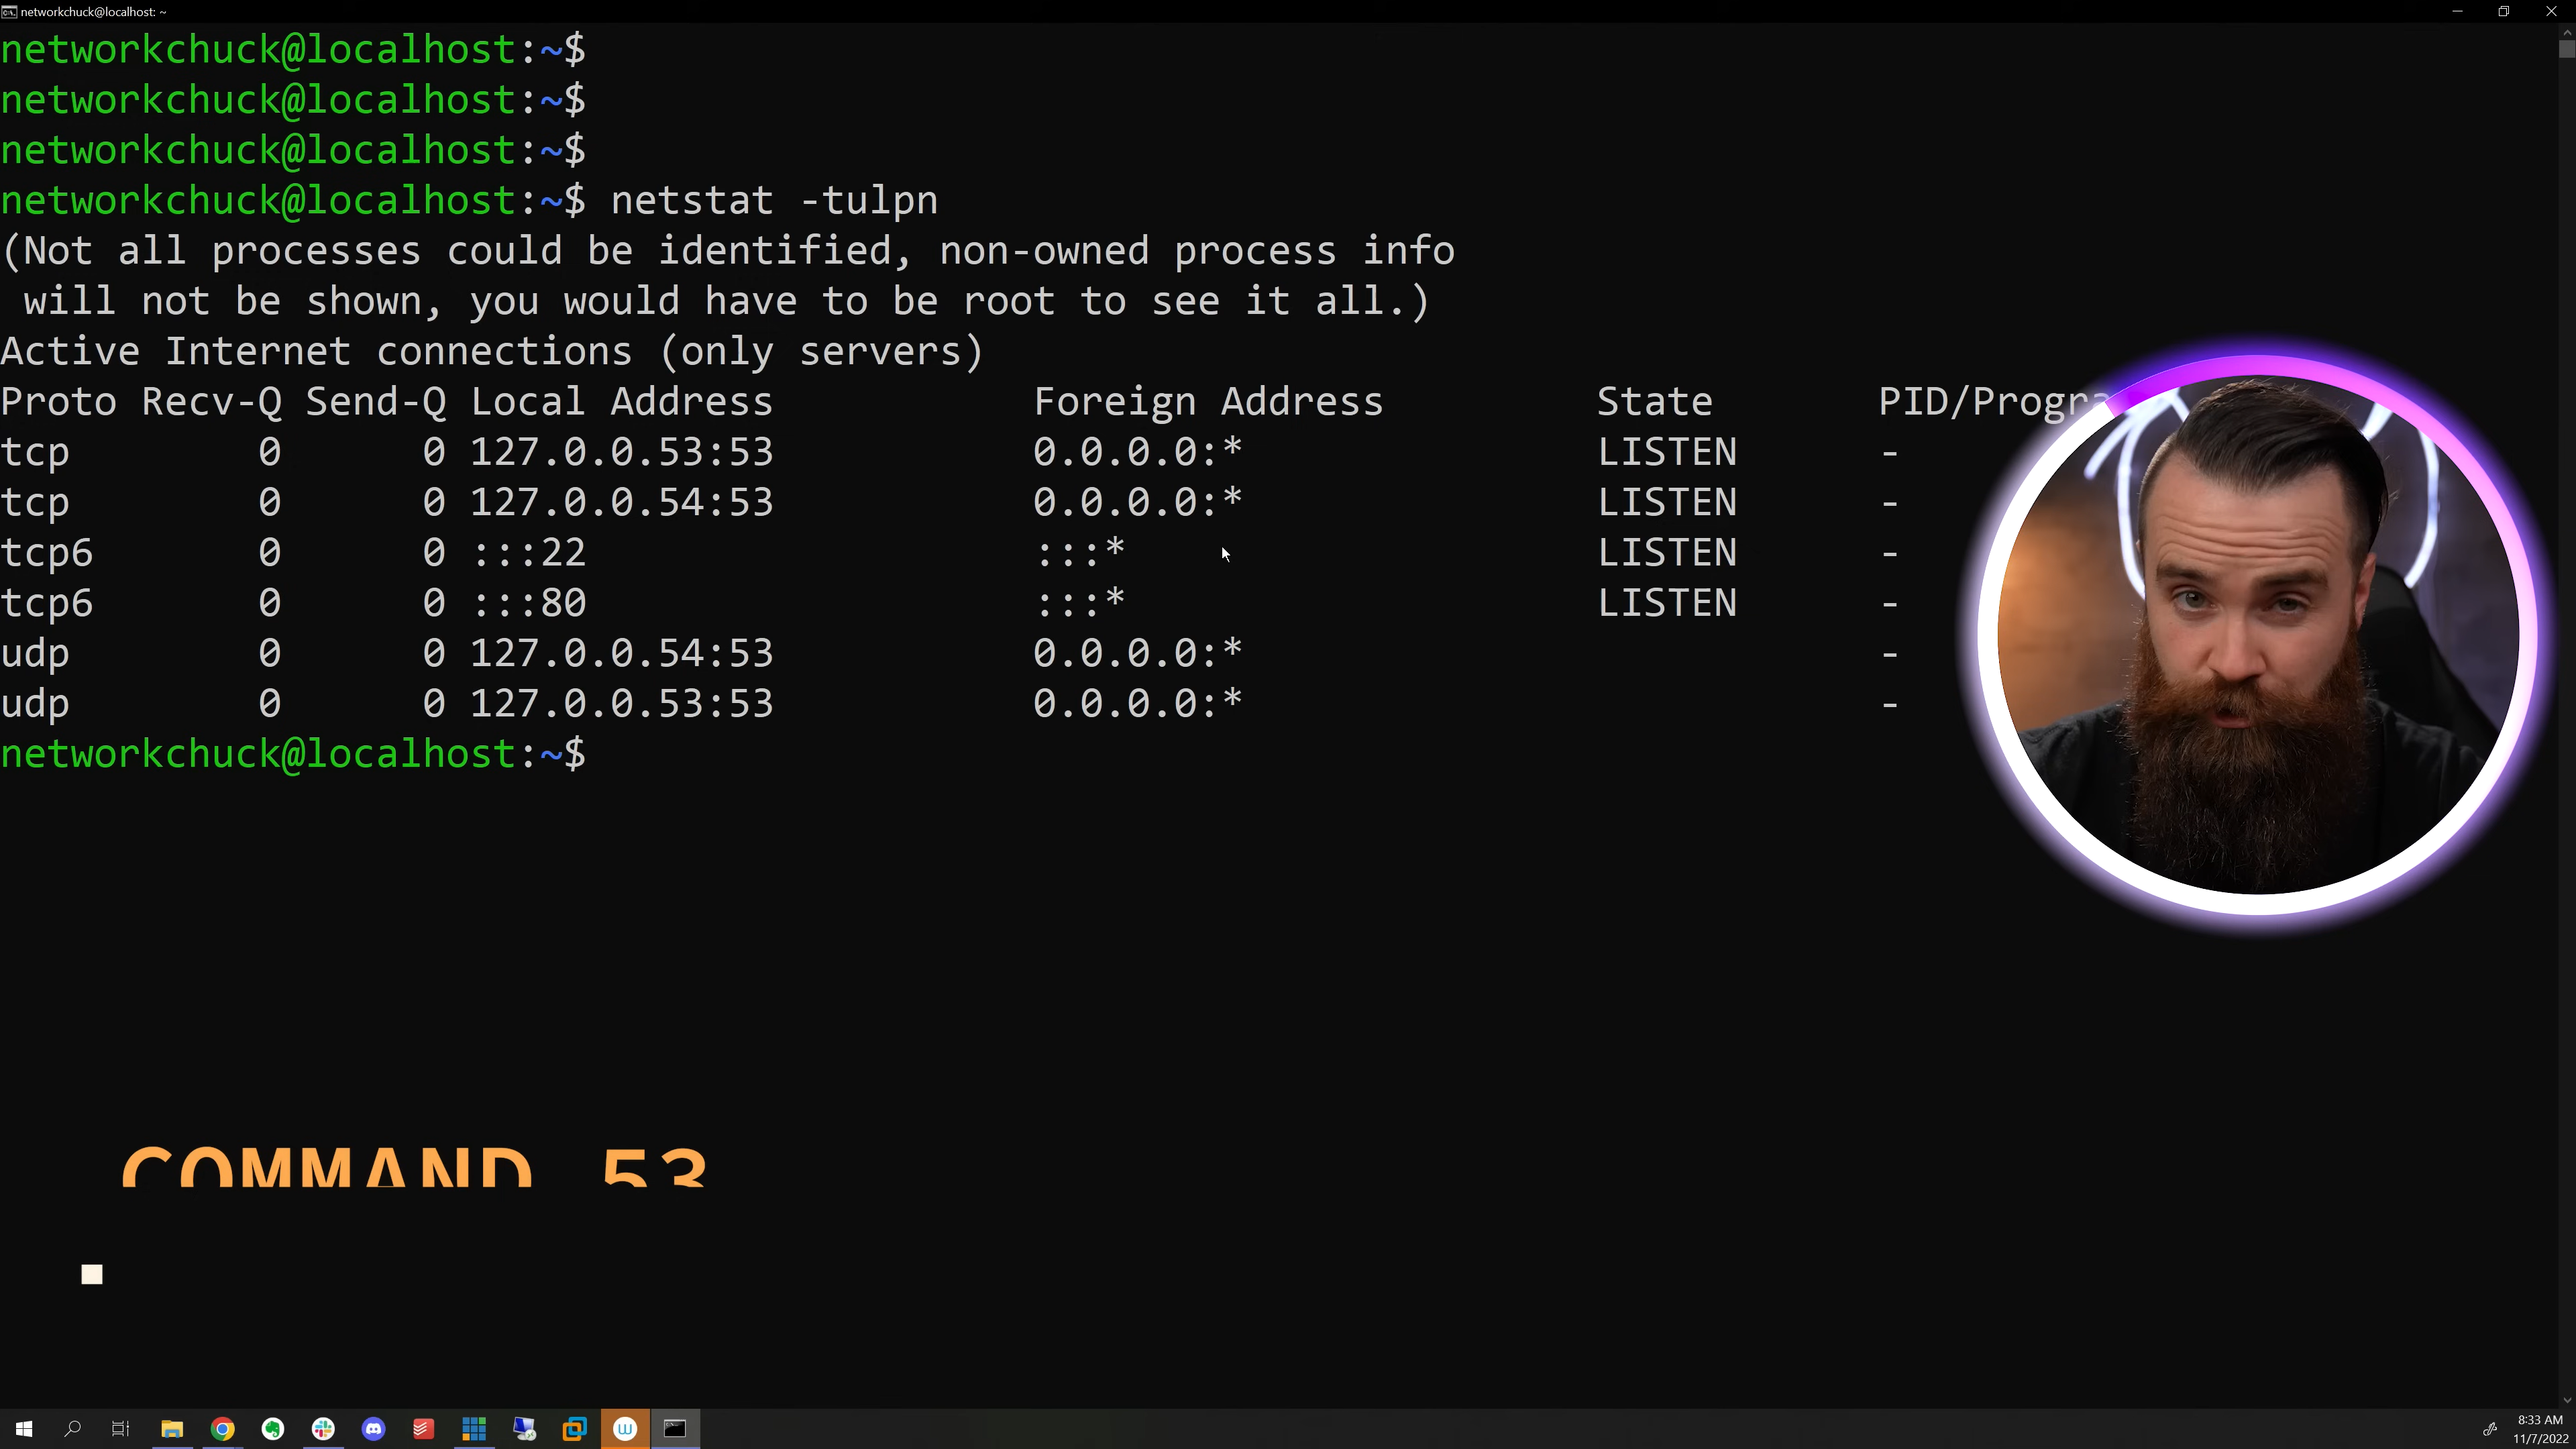 networkchuck@localhost: ~
networkchuck@localhost:~$
networkchuck@localhost:~$
networkchuck@localhost:~$
networkchuck@localhost:~$ netstat -tulpn
(Not all processes could be identified, non-owned process info
 will not be shown, you would have to be root to see it all.)
Active Internet connections (only servers)
Proto Recv-Q Send-Q Local Address           Foreign Address         State       PID/Progra
tcp        0      0 127.0.0.53:53           0.0.0.0:*               LISTEN      -
tcp        0      0 127.0.0.54:53           0.0.0.0:*               LISTEN      -
tcp6       0      0 :::22                   :::*                    LISTEN      -
tcp6       0      0 :::80                   :::*                    LISTEN      -
udp        0      0 127.0.0.54:53           0.0.0.0:*                           -
udp        0      0 127.0.0.53:53           0.0.0.0:*                           -
networkchuck@localhost:~$
COMMAND 53
8:33 AM
11/7/2022